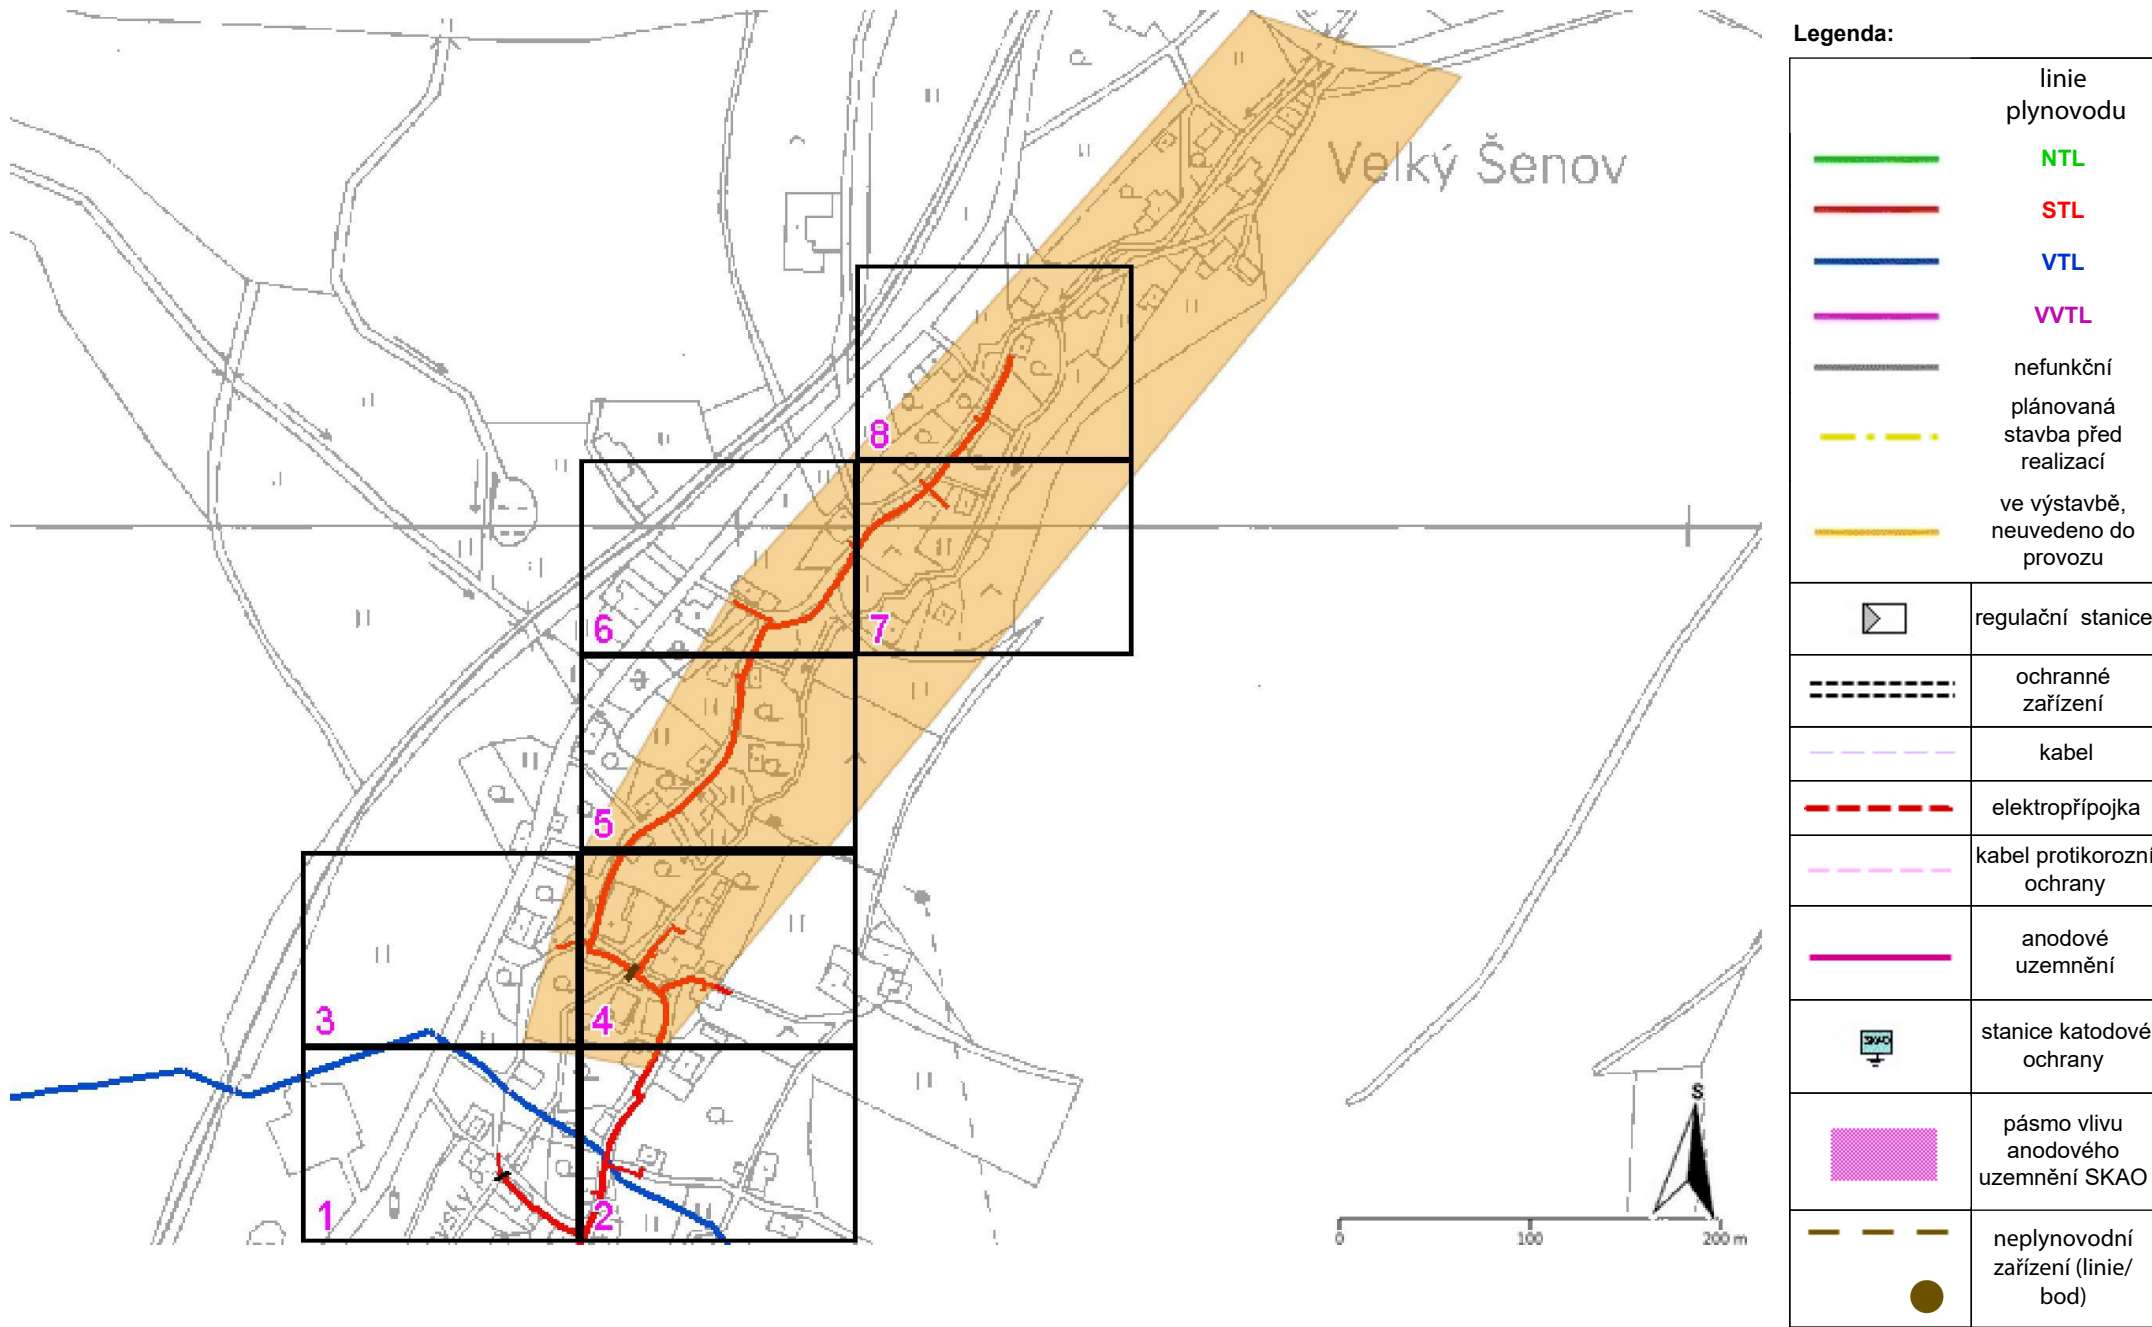 Legenda:
linie
plynovodu
NTL
STL
VTL
VVTL
nefunkční
plánovaná
stavba před
realizací
ve výstavbě,
neuvedeno do
provozu
regulační stanice
ochranné
zařízení
kabel
elektropřípojka
kabel protikorozní
ochrany
anodové
uzemnění
SKAO
stanice katodové
ochrany
pásmo vlivu
anodového
uzemnění SKAO
neplynovodní
zařízení (linie/
bod)
Velký Šenov
8
6
7
5
3
4
1
2
S
0
100
200 m